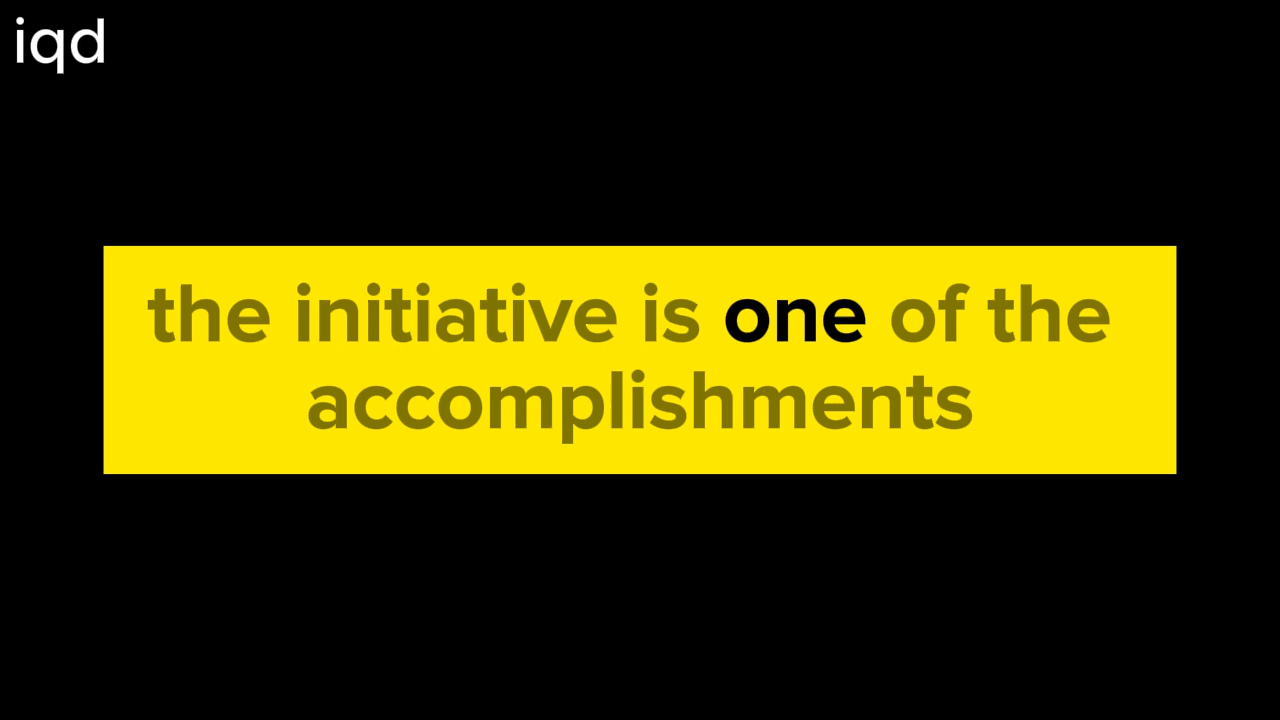 iqd
the initiative is one of the
accomplishments